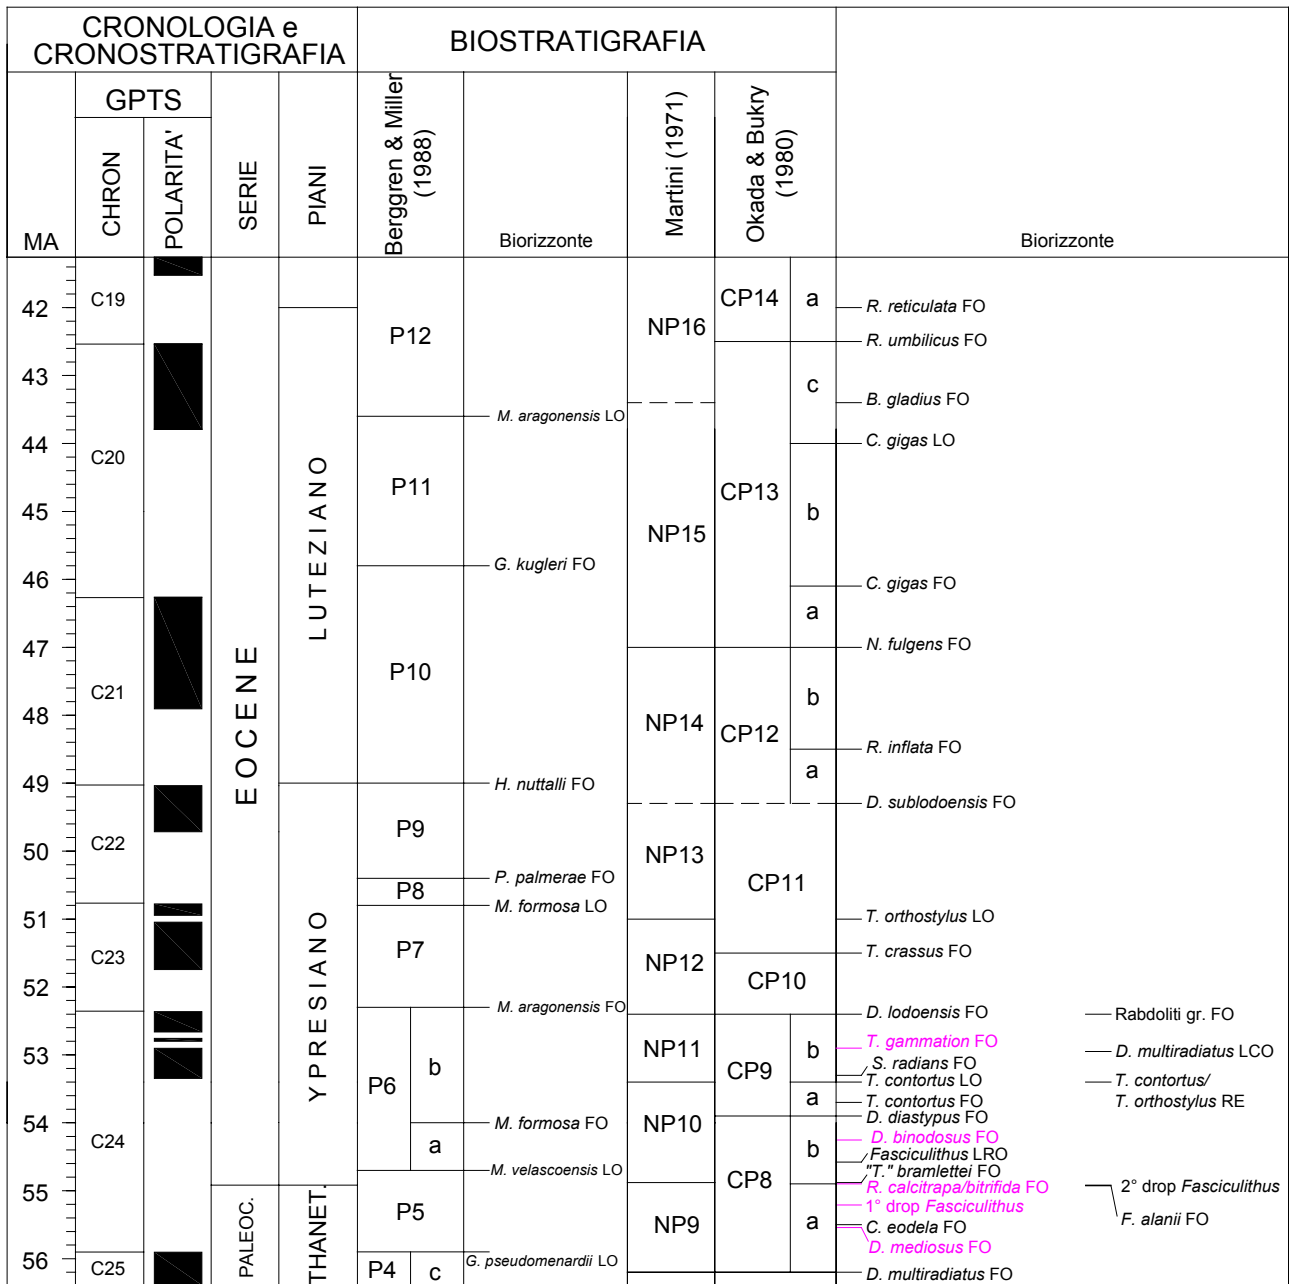 CRONOLOGIA e
CRONOSTRATIGRAFIA
BIOSTRATIGRAFIA
GPTS
MA
CHRON
POLARITA'
SERIE
PIANI
Berggren & Miller
(1988)
Biorizzonte
Martini (1971)
Okada & Bukry
(1980)
Biorizzonte
42
43
44
45
46
47
48
49
50
51
52
53
54
55
56
C19
C20
C21
C22
C23
C24
C25
EOCENE
PALEOC.
LUTEZIANO
YPRESIANO
THANET.
P12
P11
P10
P9
P8
P7
P6
b
a
P5
P4
c
M. aragonensis LO
G. kugleri FO
H. nuttalli FO
P. palmerae FO
M. formosa LO
M. aragonensis FO
M. formosa FO
M. velascoensis LO
G. pseudomenardii LO
NP16
NP15
NP14
NP13
NP12
NP11
NP10
NP9
CP14
CP13
CP12
CP11
CP10
CP9
CP8
a
c
b
a
b
a
b
a
b
a
R. reticulata FO
R. umbilicus FO
B. gladius FO
C. gigas LO
C. gigas FO
N. fulgens FO
R. inflata FO
D. sublodoensis FO
T. orthostylus LO
T. crassus FO
D. lodoensis FO
T. gammation FO
S. radians FO
T. contortus LO
T. contortus FO
D. diastypus FO
D. binodosus FO
Fasciculithus LRO
"T." bramlettei FO
R. calcitrapa/bitrifida FO
1° drop Fasciculithus
C. eodela FO
D. mediosus FO
D. multiradiatus FO
Rabdoliti gr. FO
D. multiradiatus LCO
T. contortus/
T. orthostylus RE
2° drop Fasciculithus
F. alanii FO